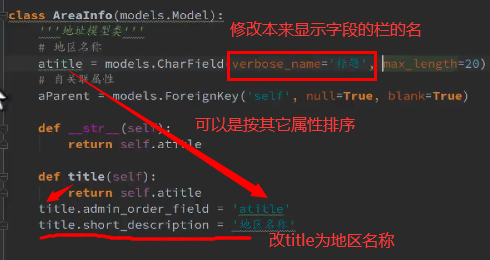 class AreaInfo(models.Model):
'''地址模型类'''
修改本来显示字段的栏的名
# 地区名称
atitle = models.CharField(verbose_name='标题', max_length=20)
# 自关联属性
aParent = models.ForeignKey('self', null=True, blank=True)
可以是按其它属性排序
def __str__(self):
return self.atitle
def title(self):
return self.atitle
title.admin_order_field = 'atitle'
title.short_description = '地区名称'
改title为地区名称